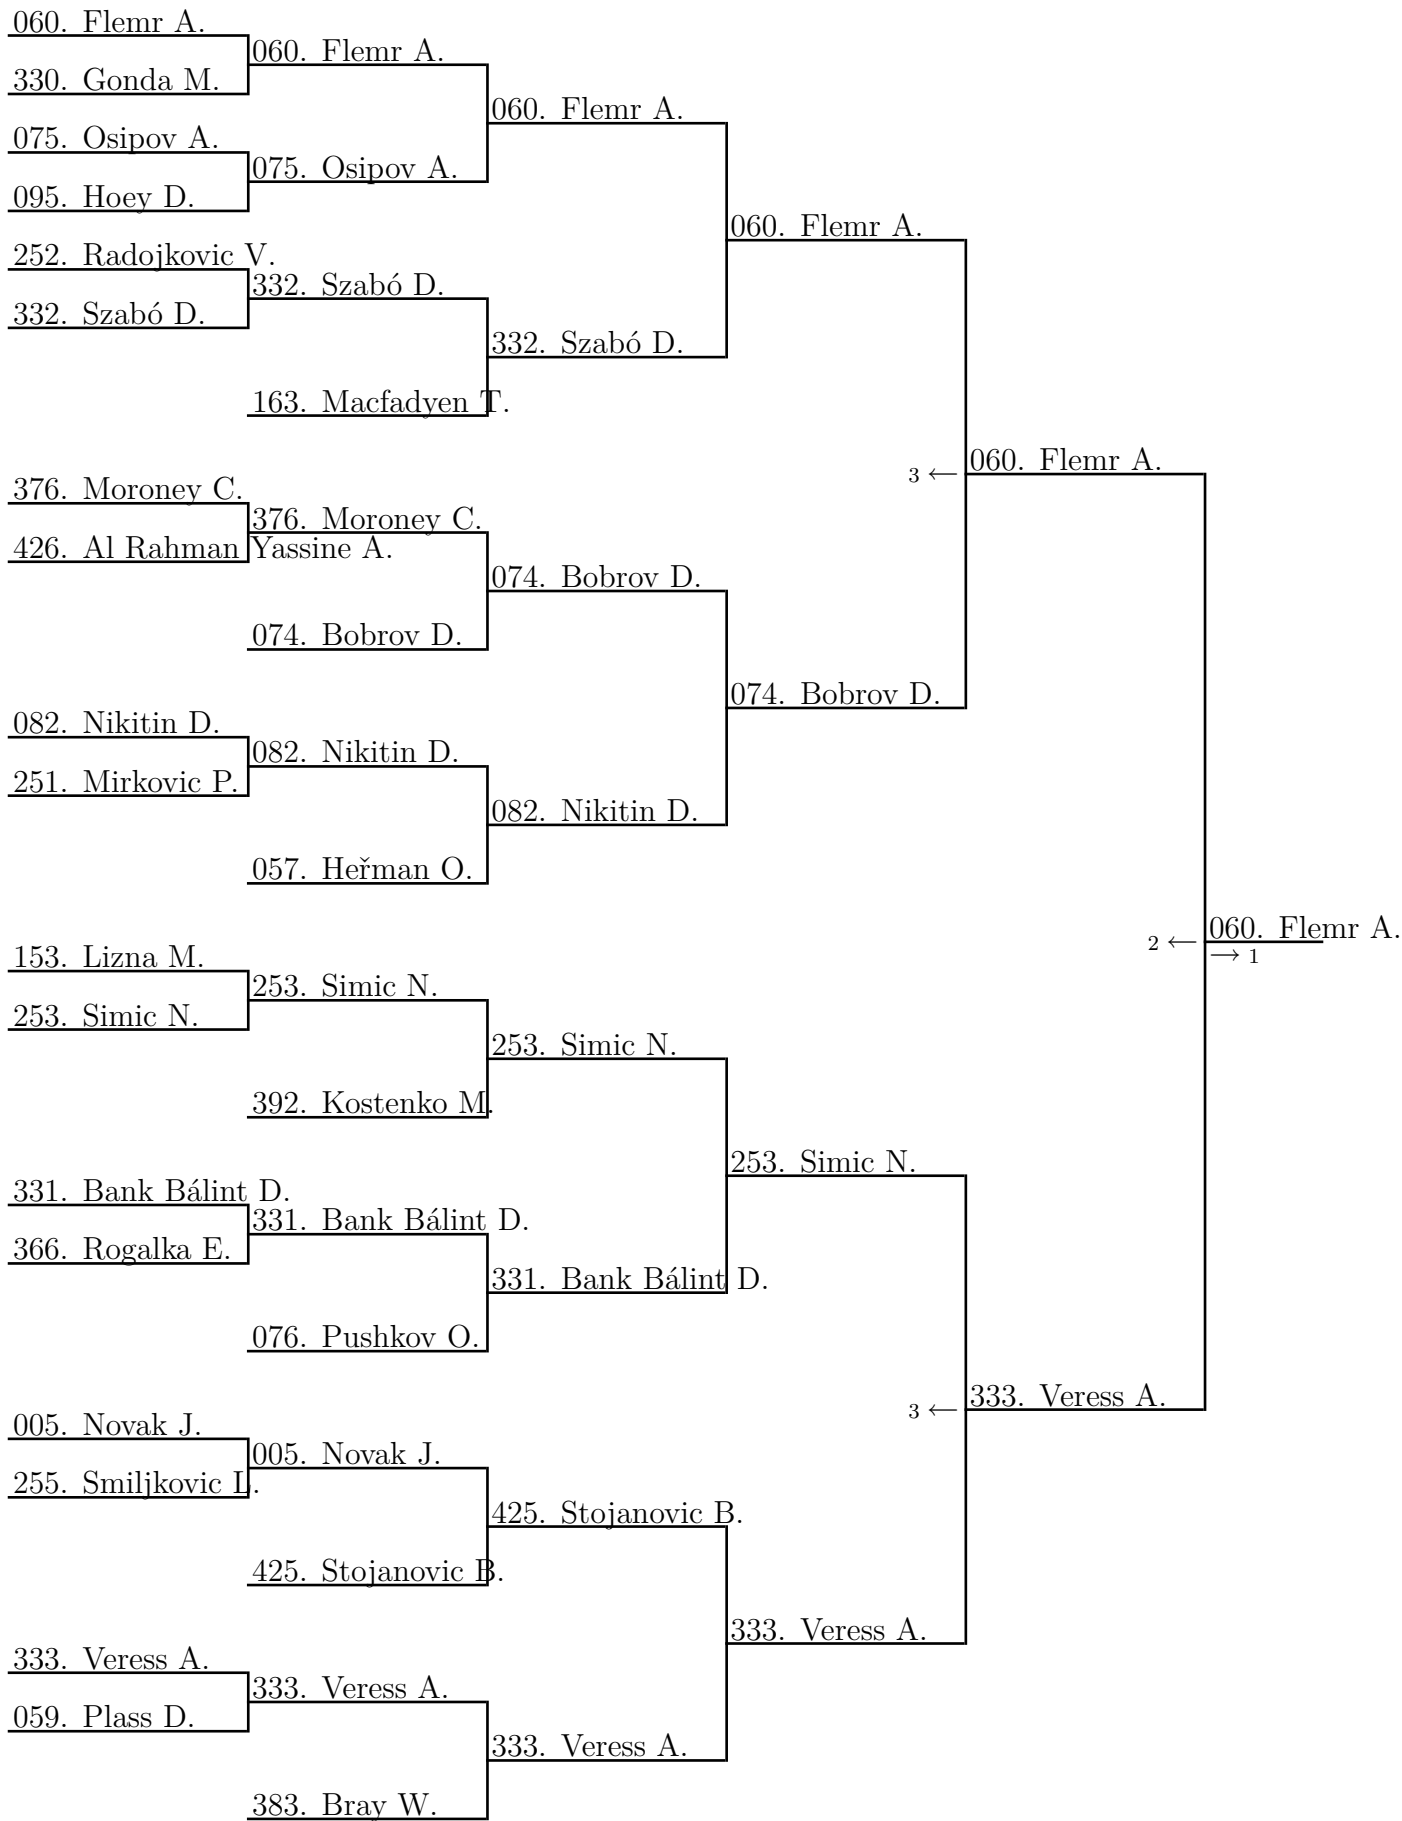 060. Flemr A.
060. Flemr A.
330. Gonda M.
060. Flemr A.
075. Osipov A.
075. Osipov A.
095. Hoey D.
060. Flemr A.
252. Radojkovic V.
332. Szabó D.
332. Szabó D.
332. Szabó D.
163. Macfadyen T.
3 ← 060. Flemr A.
376. Moroney C.
376. Moroney C.
426. Al Rahman Yassine A.
074. Bobrov D.
074. Bobrov D.
074. Bobrov D.
082. Nikitin D.
082. Nikitin D.
251. Mirkovic P.
082. Nikitin D.
057. Heřman O.
2 ← 060. Flemr A.
→ 1
153. Lizna M.
253. Simic N.
253. Simic N.
253. Simic N.
392. Kostenko M.
253. Simic N.
331. Bank Bálint D.
331. Bank Bálint D.
366. Rogalka E.
331. Bank Bálint D.
076. Pushkov O.
3 ← 333. Veress A.
005. Novak J.
005. Novak J.
255. Smiljkovic L.
425. Stojanovic B.
425. Stojanovic B.
333. Veress A.
333. Veress A.
333. Veress A.
059. Plass D.
333. Veress A.
383. Bray W.